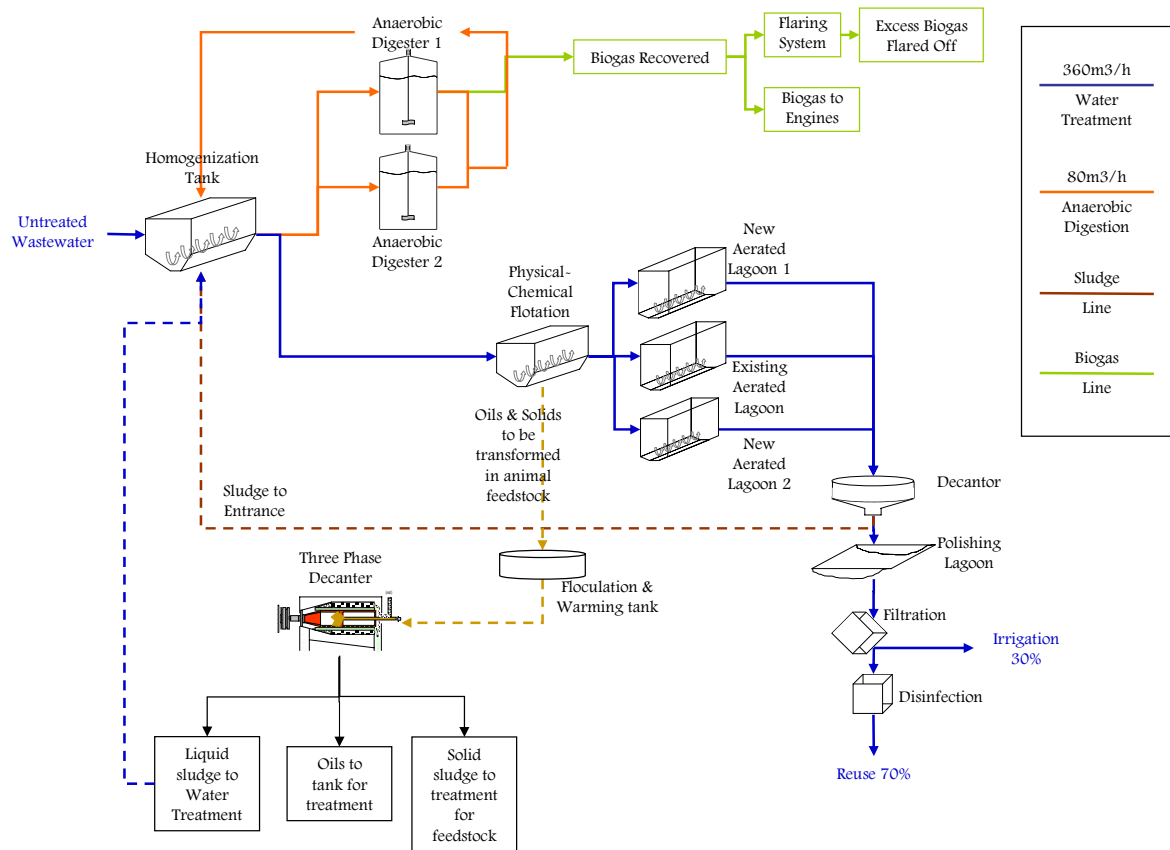 Anaerobic
Digester 1
Flaring
System
Excess Biogas
Flared Off
Biogas Recovered
Biogas to
Engines
360m3/h
Water
Treatment
80m3/h
Anaerobic
Digestion
Sludge
Line
Biogas
Line
Homogenization
Tank
Untreated
Wastewater
Anaerobic
Digester 2
Physical-
Chemical
Flotation
New
Aerated
Lagoon 1
Existing
Aerated
Lagoon
New
Aerated
Lagoon 2
Oils & Solids
to be
transformed
in animal
feedstock
Decantor
Sludge to
Entrance
Polishing
Lagoon
Three Phase
Decanter
Floculation &
Warming tank
Filtration
Irrigation
30%
Disinfection
Reuse 70%
Liquid
sludge to
Water
Treatment
Oils to
tank for
treatment
Solid
sludge to
treatment
for
feedstock